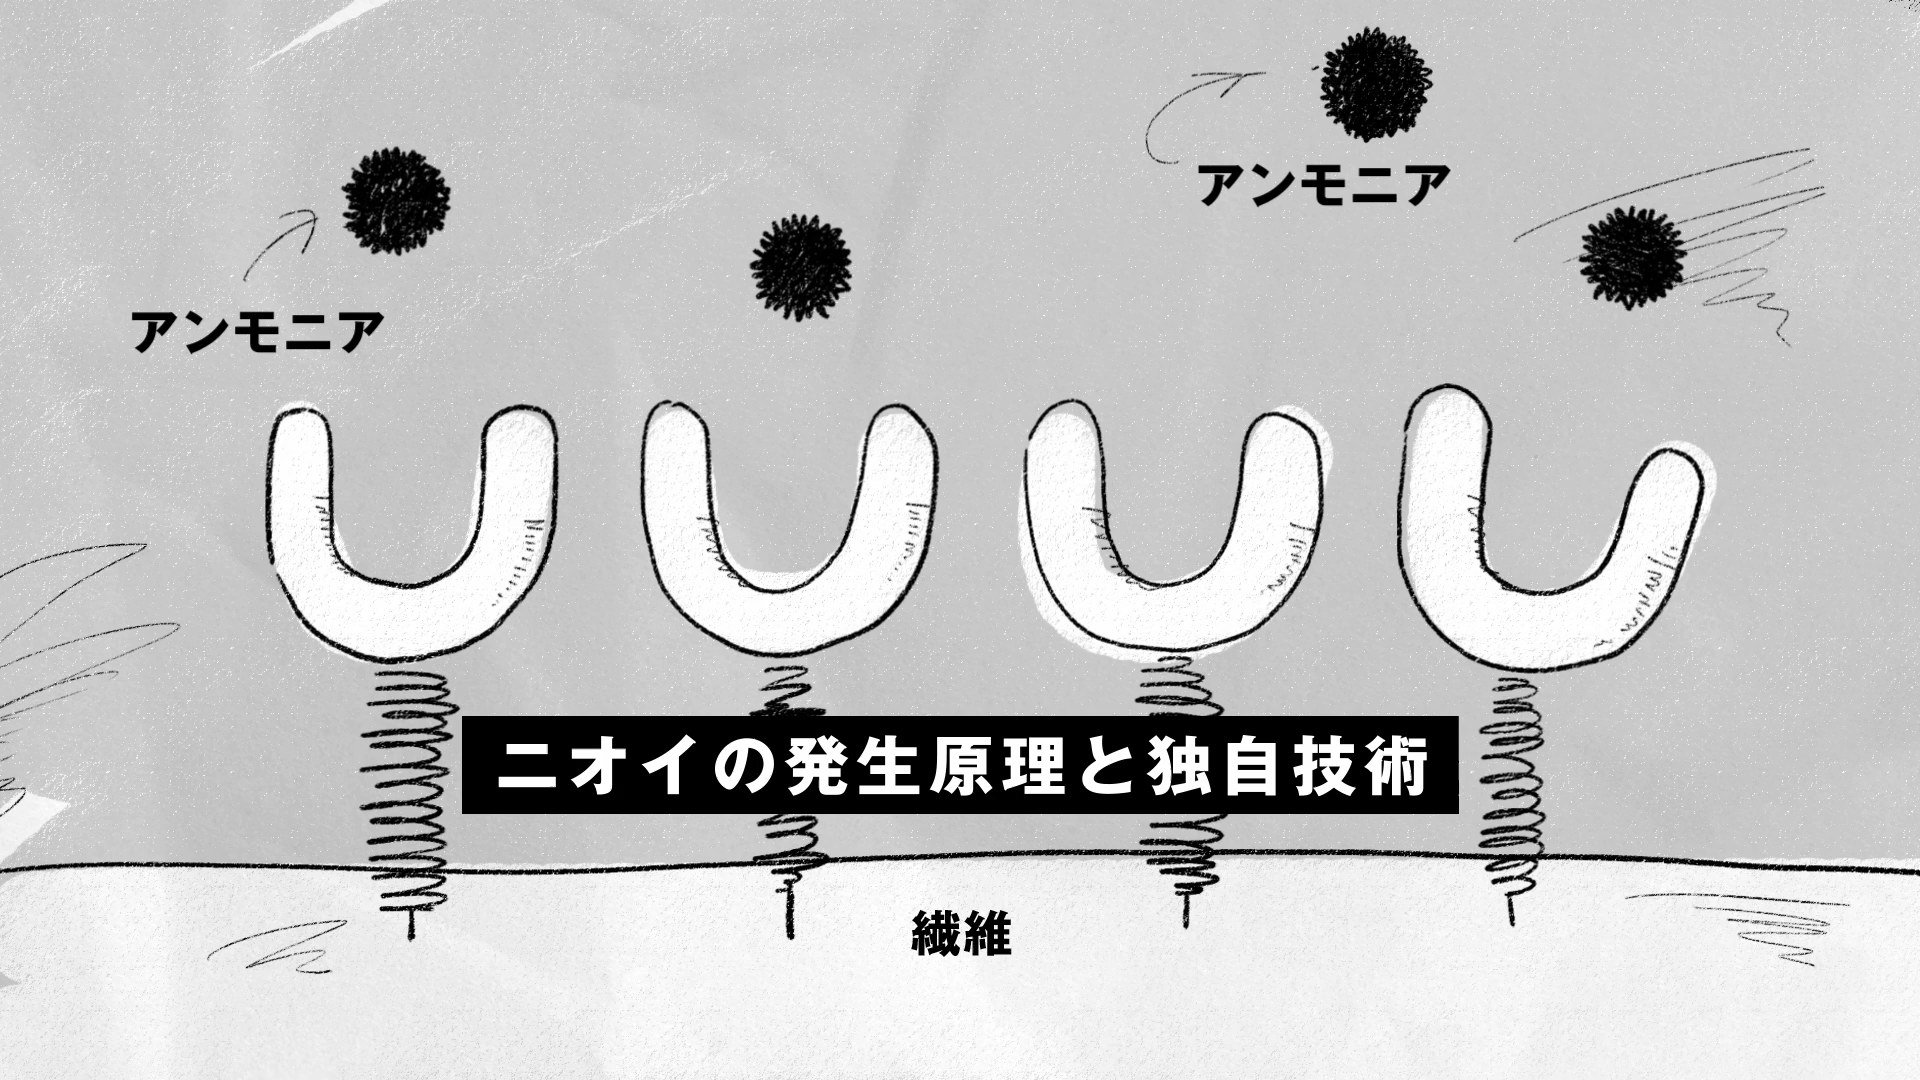 アンモニア
アンモニア
ニオイの発生原理と独自技術
繊維